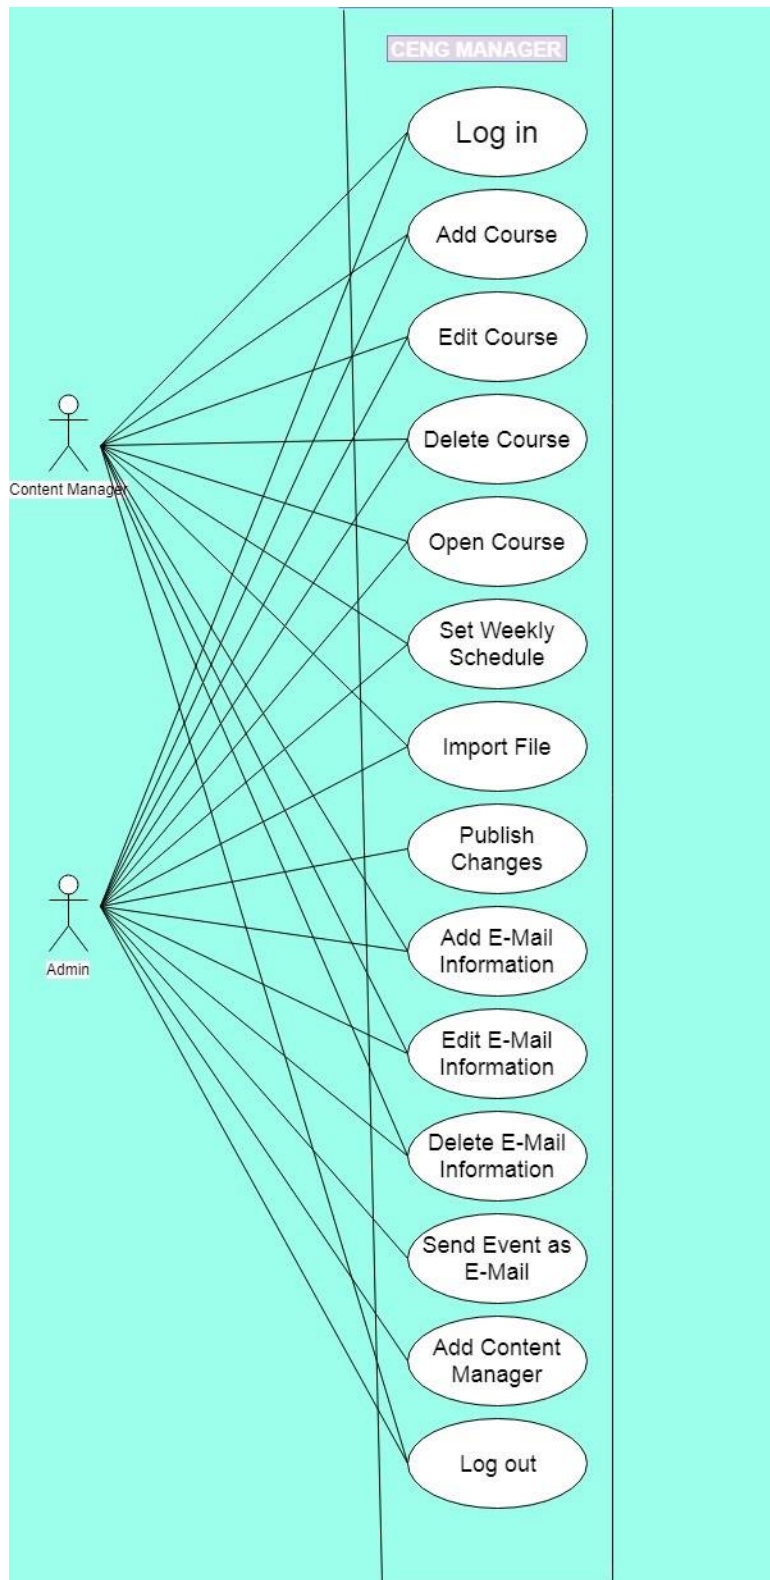 CENG MANAGER
Log in
Add Course
Edit Course
Delete Course
Open Course
Set Weekly
Schedule
Import File
Publish
Changes
Add E-Mail
Information
Edit E-Mail
Information
Delete E-Mail
Information
Send Event as
E-Mail
Add Content
Manager
Log out
Content Manager
Admin